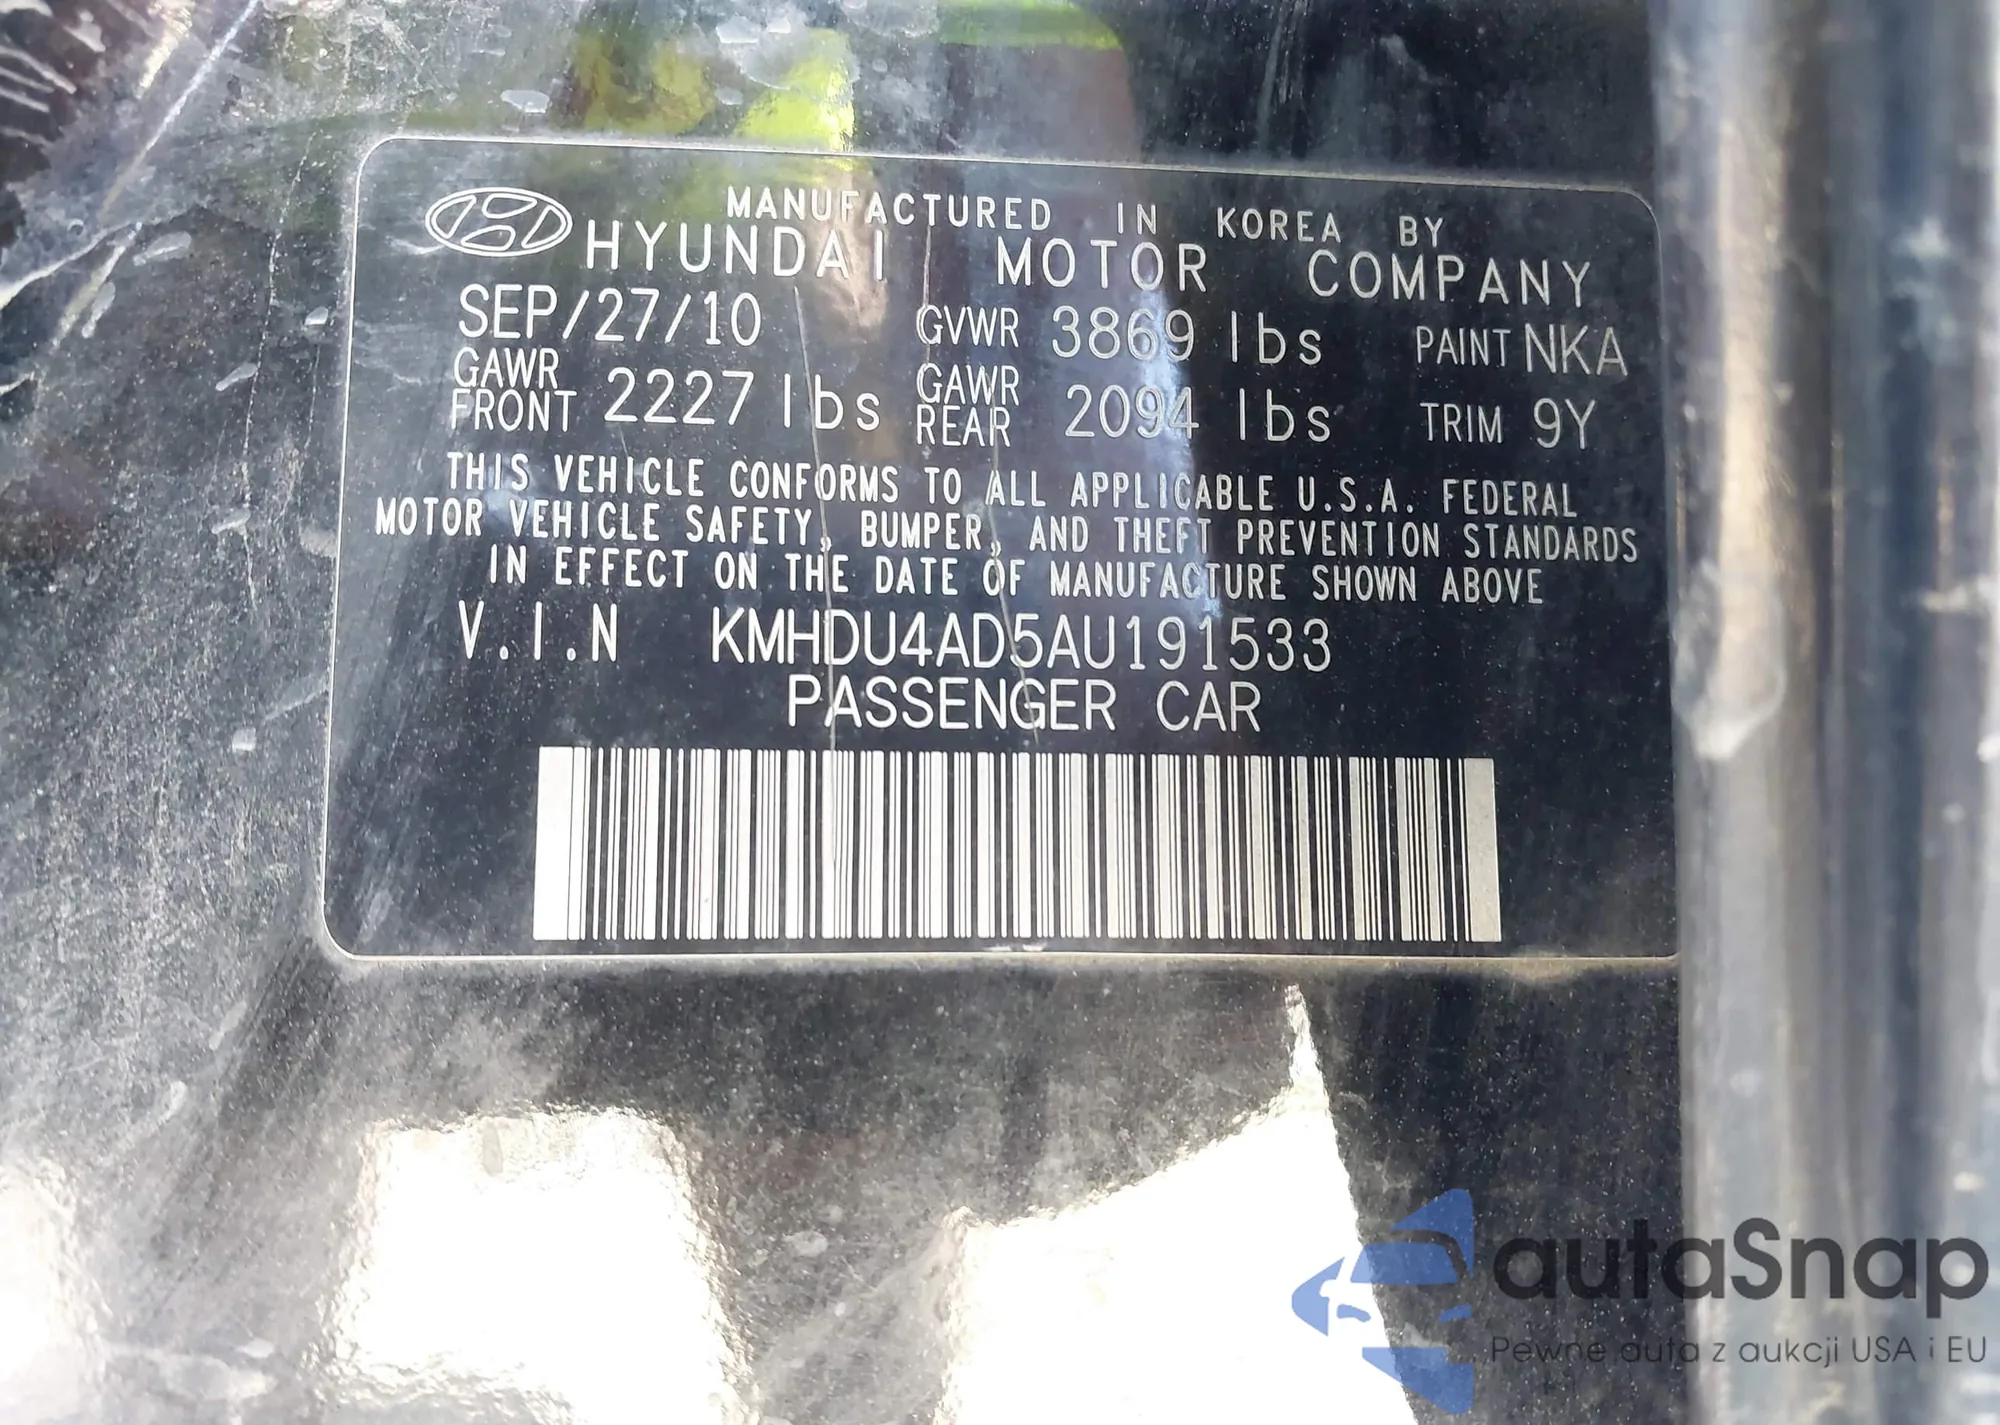 MANUFACTURED IN KOREA BY
HYUNDAI MOTOR COMPANY
SEP/27/10 GVWR 3869 lbs PAINT NKA
GAWR FRONT 2227 lbs GAWR REAR 2094 lbs TRIM 9Y
THIS VEHICLE CONFORMS TO ALL APPLICABLE U.S.A. FEDERAL
MOTOR VEHICLE SAFETY, BUMPER, AND THEFT PREVENTION STANDARDS
IN EFFECT ON THE DATE OF MANUFACTURE SHOWN ABOVE
V.I.N KMHDU4AD5AU191533
PASSENGER CAR
autaSnap
Pewne auta z aukcji USA i EU